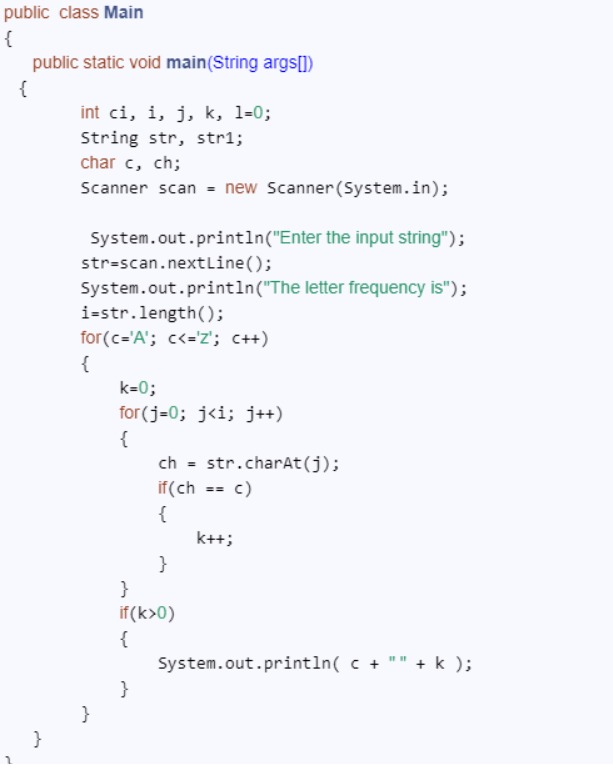 public class Main
{
public static void main(String args[])
{
int ci, i, j, k, l=0;
String str, str1;
char c, ch;
Scanner scan = new Scanner(System.in);
System.out.println("Enter the input string");
str=scan.nextLine();
System.out.println("The letter frequency is");
i=str.length();
for(c='A'; c<='z'; c++)
{
k=0;
for(j=0; j<i; j++)
{
ch = str.charAt(j);
if(ch == c)
{
k++;
}
}
if(k>0)
{
System.out.println( c + "" + k );
}
}
}
}